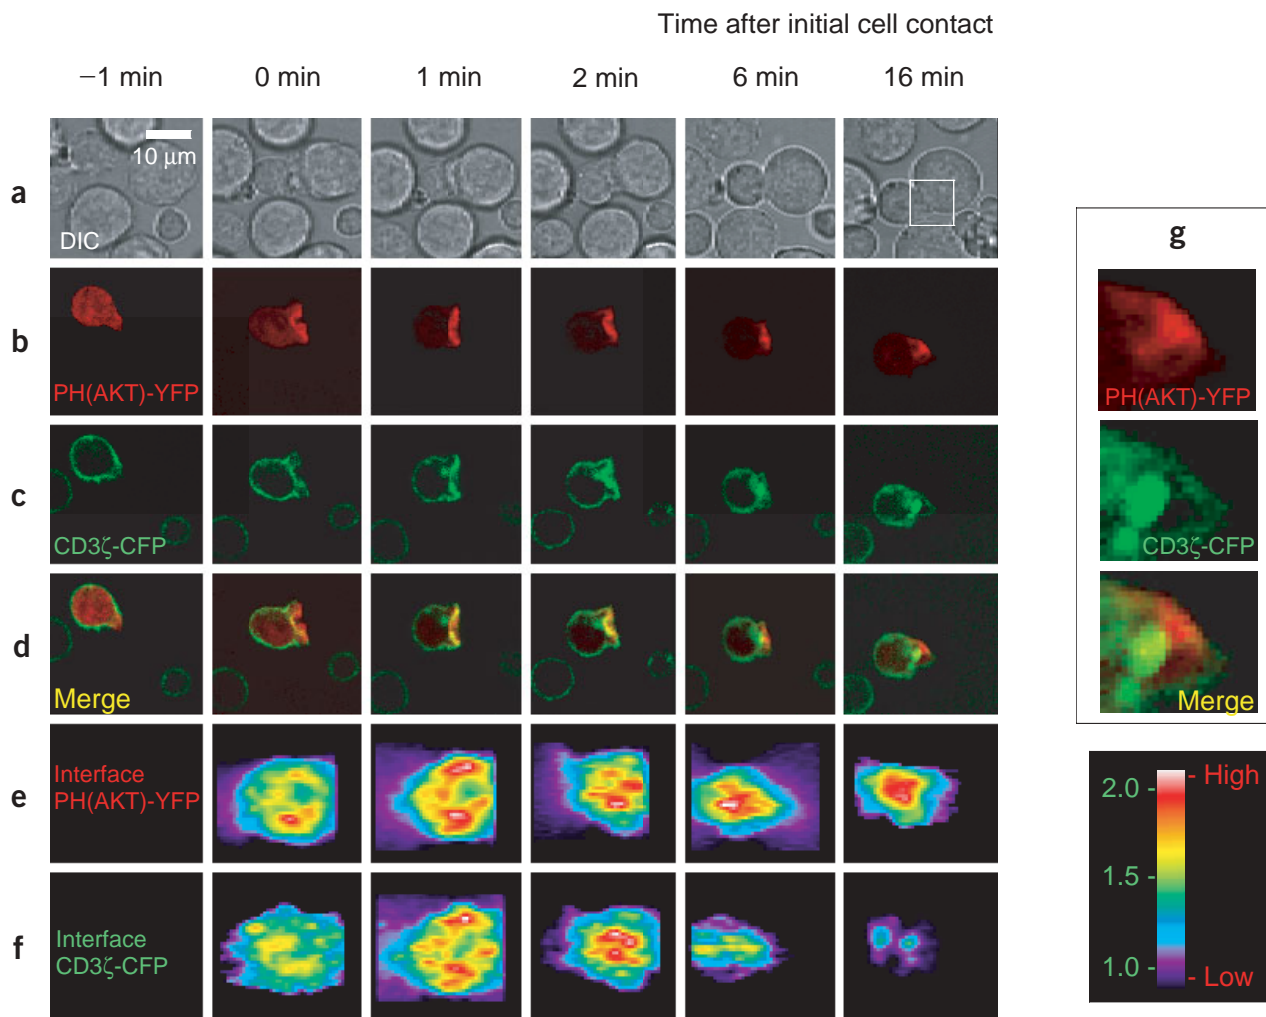 Time after initial cell contact
−1 min 0 min 1 min 2 min 6 min 16 min
a
10 μm
DIC
b
PH(AKT)-YFP
c
CD3ζ-CFP
d
Merge
e
Interface
PH(AKT)-YFP
f
Interface
CD3ζ-CFP
g
PH(AKT)-YFP
CD3ζ-CFP
Merge
2.0 - - High
1.5 -
1.0 - - Low